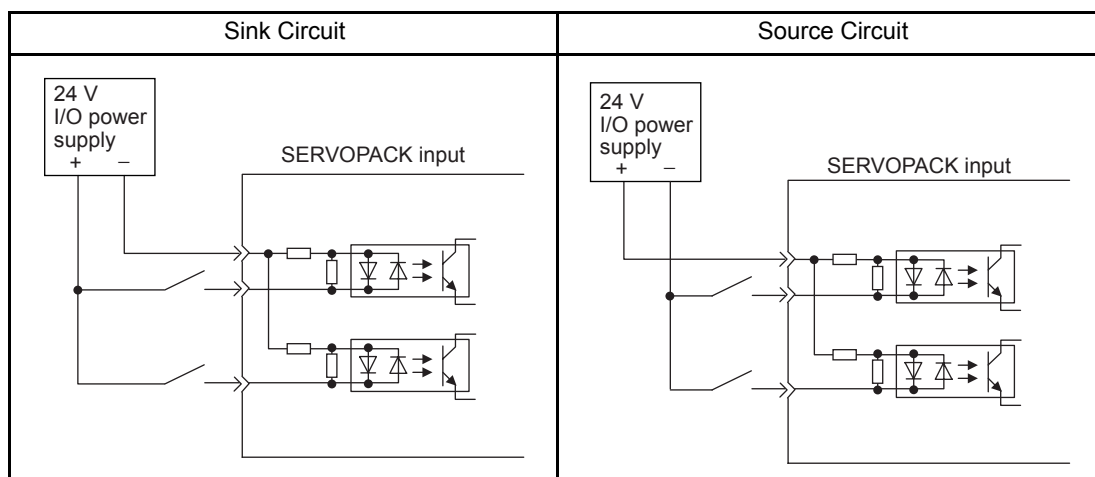 Sink Circuit
Source Circuit
24 V
I/O power
supply
+ −
SERVOPACK input
24 V
I/O power
supply
+ −
SERVOPACK input